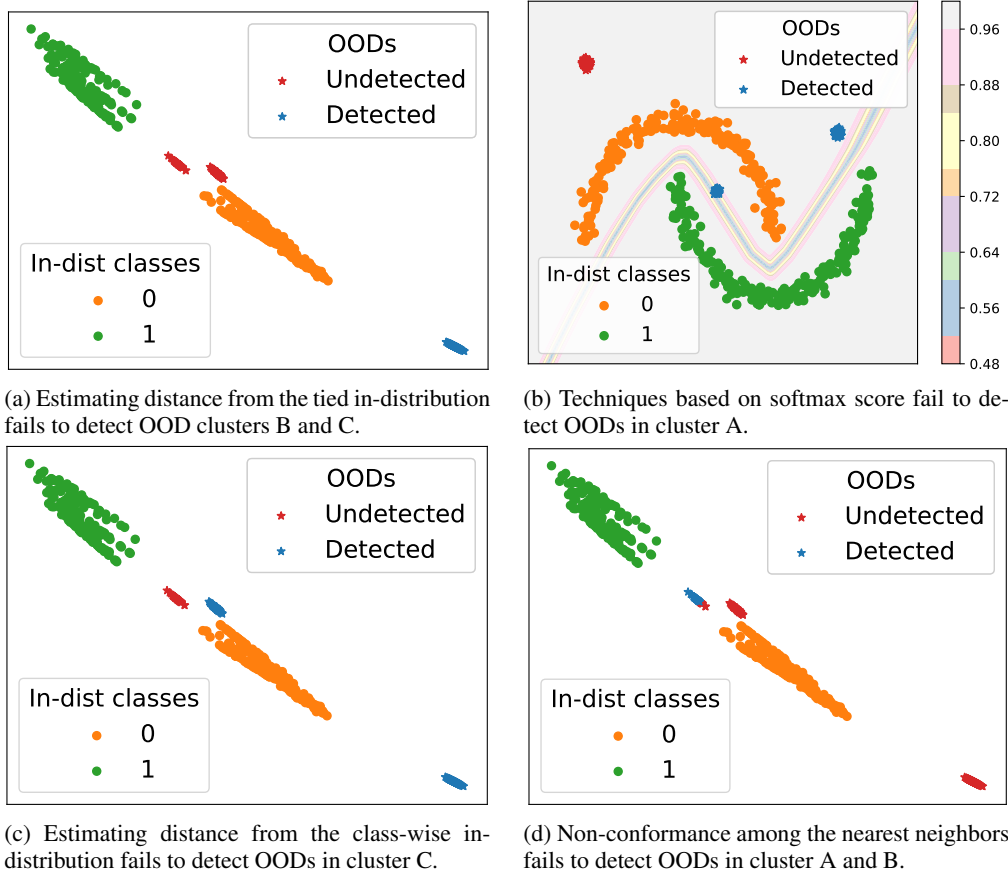 OODs
Undetected
Detected
In-dist classes
0
1
(a) Estimating distance from the tied in-distribution
fails to detect OOD clusters B and C.
OODs
Undetected
Detected
In-dist classes
0
1
0.96
0.88
0.80
0.72
0.64
0.56
0.48
(b) Techniques based on softmax score fail to de-
tect OODs in cluster A.
OODs
Undetected
Detected
In-dist classes
0
1
(c) Estimating distance from the class-wise in-
distribution fails to detect OODs in cluster C.
OODs
Undetected
Detected
In-dist classes
0
1
(d) Non-conformance among the nearest neighbors
fails to detect OODs in cluster A and B.